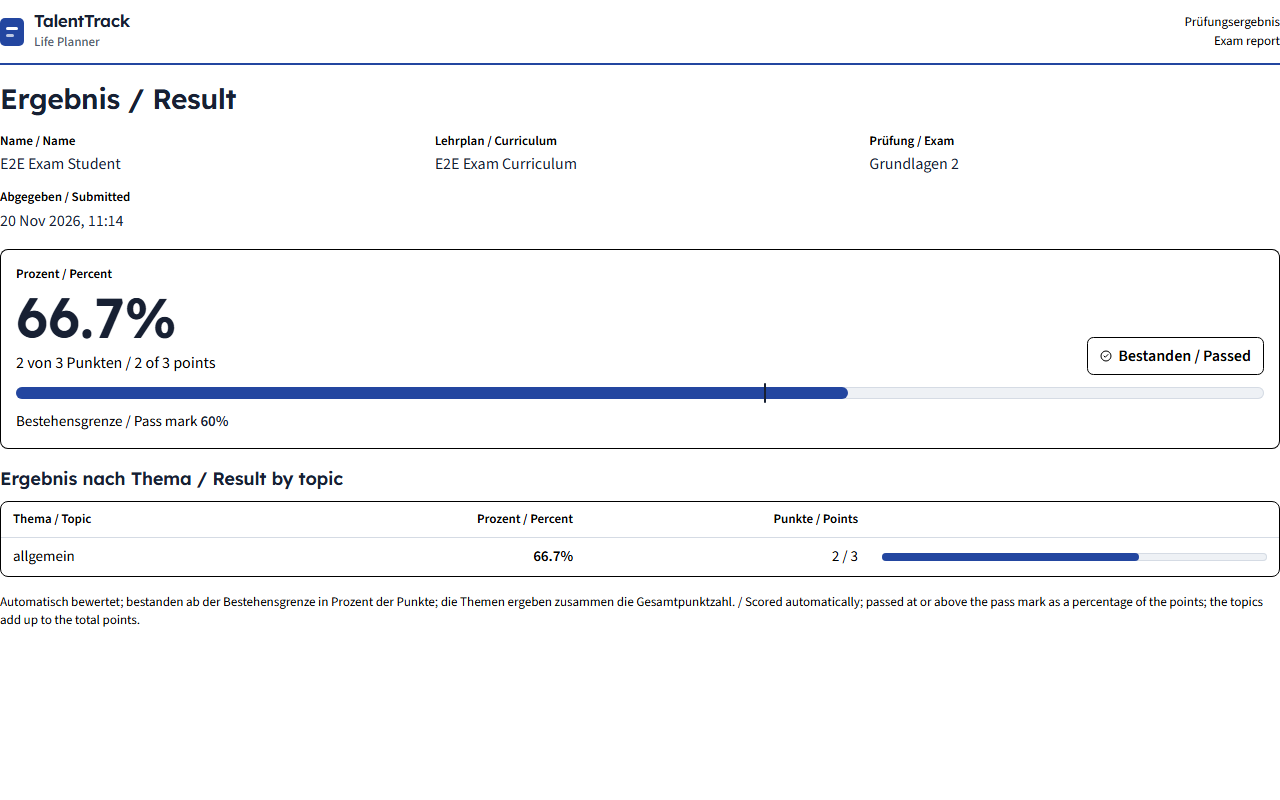 TalentTrack
Life Planner
Prüfungsergebnis
Exam report
Ergebnis / Result
Name / Name
E2E Exam Student
Lehrplan / Curriculum
E2E Exam Curriculum
Prüfung / Exam
Grundlagen 2
Abgegeben / Submitted
20 Nov 2026, 11:14
Prozent / Percent
66.7%
2 von 3 Punkten / 2 of 3 points
Bestanden / Passed
Bestehensgrenze / Pass mark 60%
Ergebnis nach Thema / Result by topic
Thema / Topic Prozent / Percent Punkte / Points
allgemein 66.7% 2 / 3
Automatisch bewertet; bestanden ab der Bestehensgrenze in Prozent der Punkte; die Themen ergeben zusammen die Gesamtpunktzahl. / Scored automatically; passed at or above the pass mark as a percentage of the points; the topics
add up to the total points.